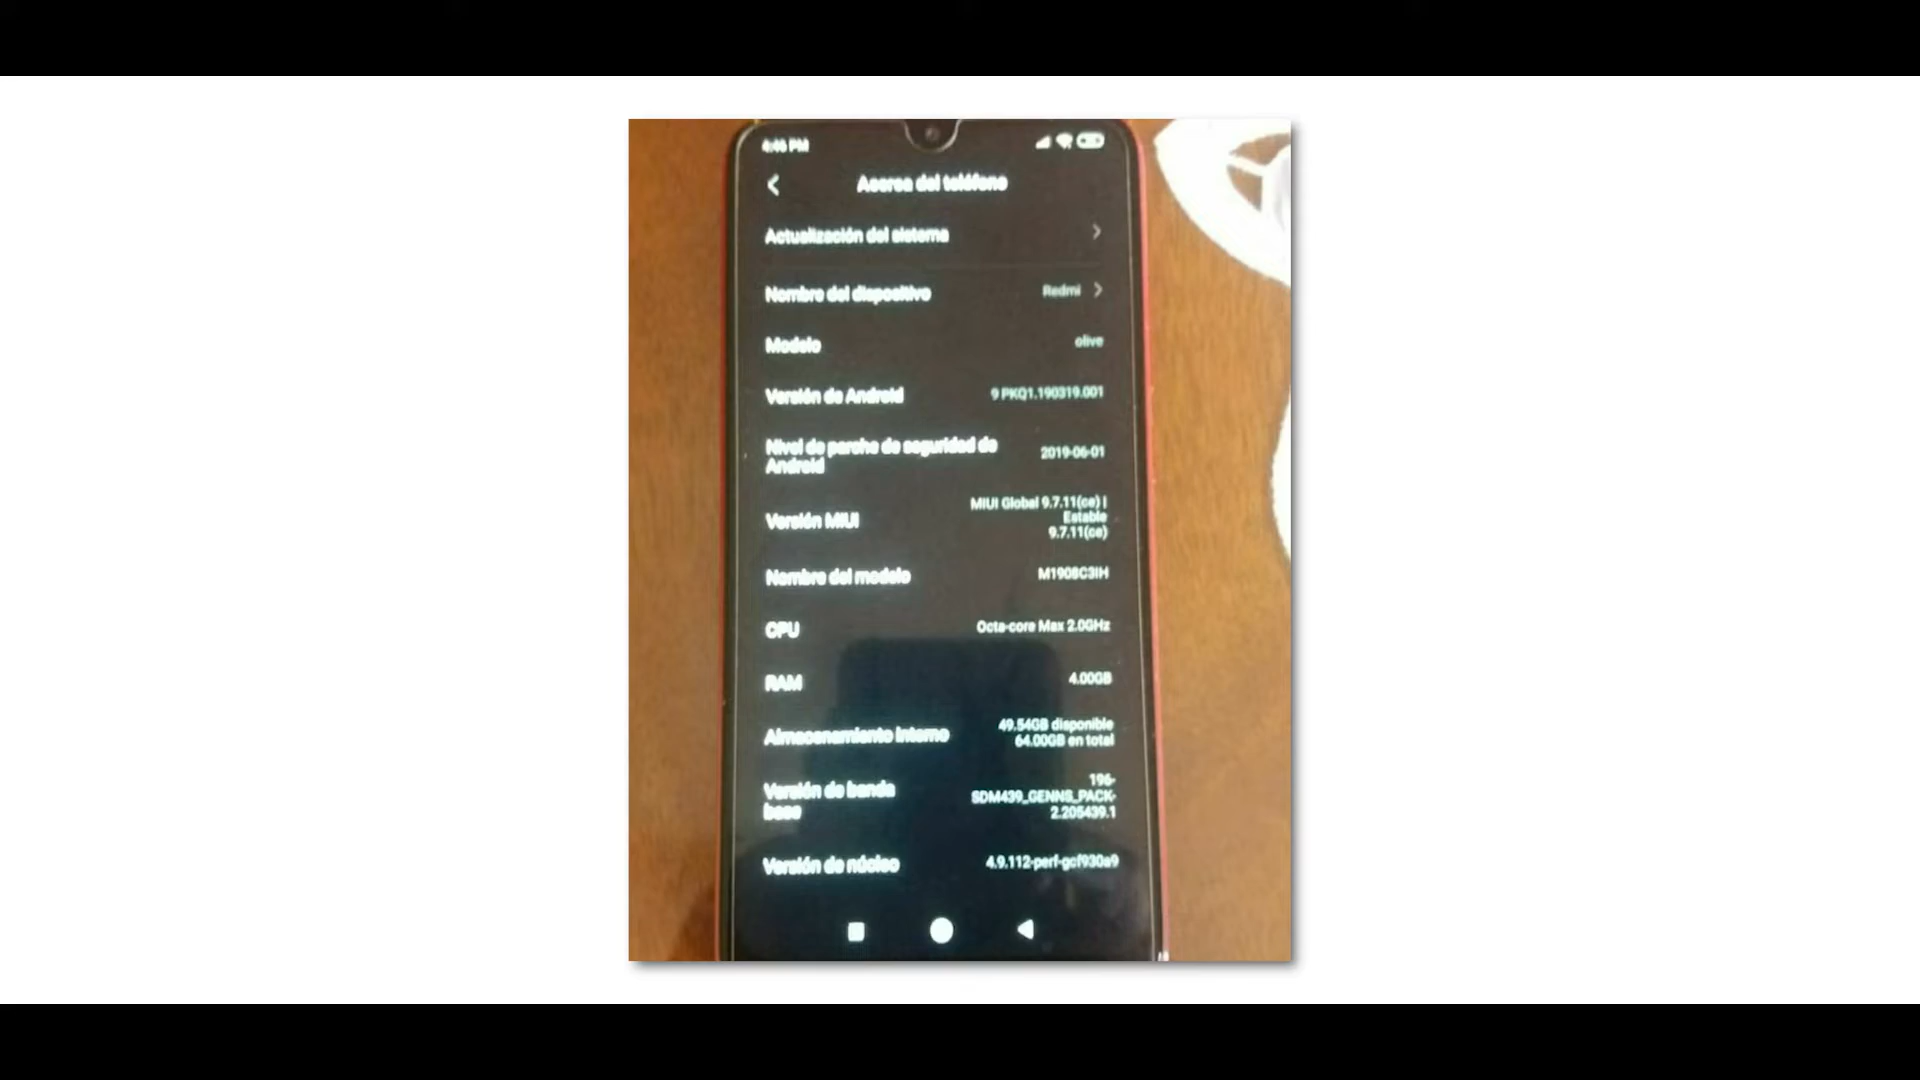 4:46 PM
Acerca del teléfono
Actualización del sistema
Nombre del dispositivo Redmi
Modelo olive
Versión de Android 9 PKQ1.190319.001
Nivel de parche de seguridad de
Android 2019-06-01
Versión MIUI MIUI Global 9.7.11(ce) |
Estable
9.7.11(ce)
Nombre del modelo M1908C3IH
CPU Octa-core Max 2.0GHz
RAM 4.00GB
Almacenamiento interno 49.54GB disponible
64.00GB en total
Versión de banda
base 196-
SDM439_GENNS_PACK-
2.205439.1
Versión de núcleo 4.9.112-perf-gcf930a9